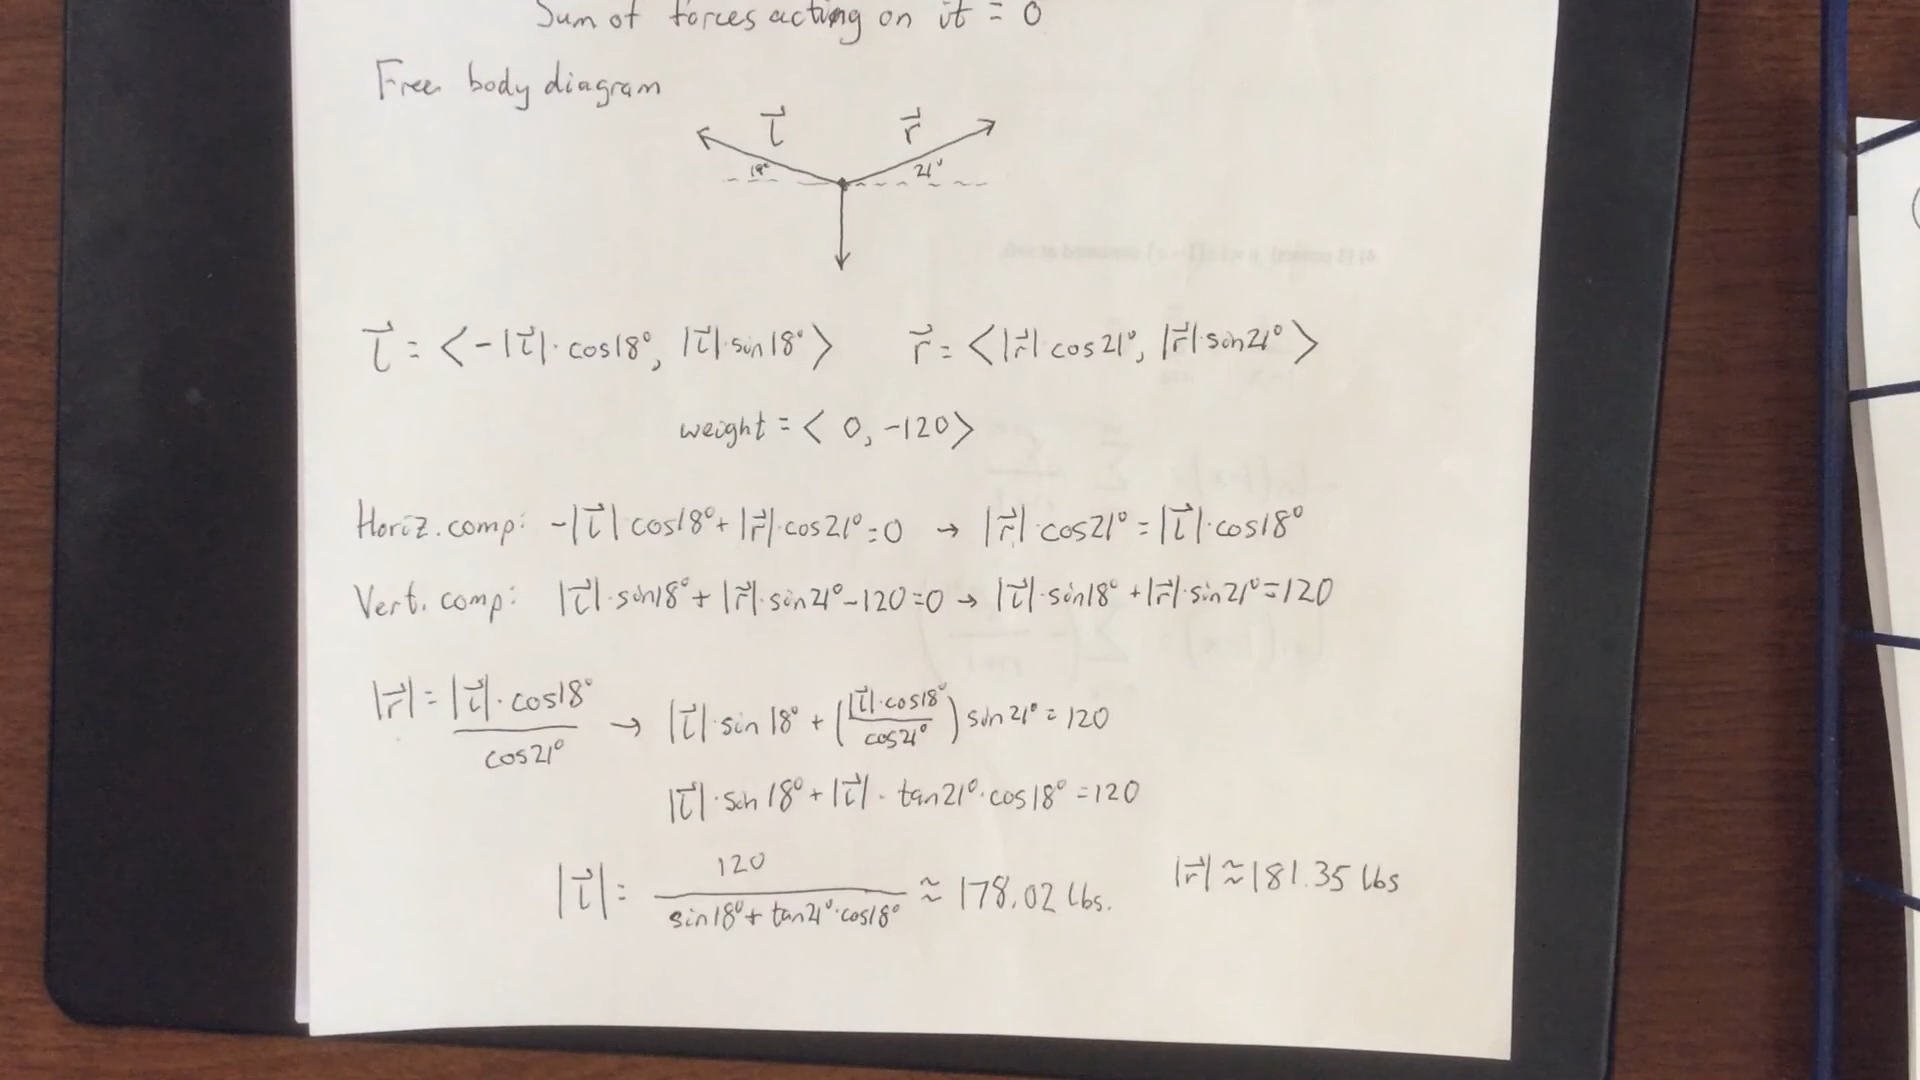 Sum of forces acting on it = 0
Free body diagram
l⃗ r⃗
18° 21°
l⃗ = <-|l⃗|·cos18°, |l⃗|·sin18°> r⃗ = <|r⃗| cos21°, |r⃗|·sin21°>
weight = < 0, -120>
Horiz. comp: -|l⃗| cos18° + |r⃗|·cos21° = 0 → |r⃗|·cos21° = |l⃗|·cos18°
Vert. comp: |l⃗|·sin18° + |r⃗|·sin21° - 120 = 0 → |l⃗|·sin18° + |r⃗|·sin21° = 120
|r⃗| = |l⃗|·cos18° / cos21° → |l⃗|·sin18° + (|l⃗|·cos18° / cos21°) sin21° = 120
|l⃗|·sin18° + |l⃗|·tan21°·cos18° = 120
|l⃗| = 120 / (sin18° + tan21°·cos18°) ≈ 178.02 lbs. |r⃗| ≈ 181.35 lbs